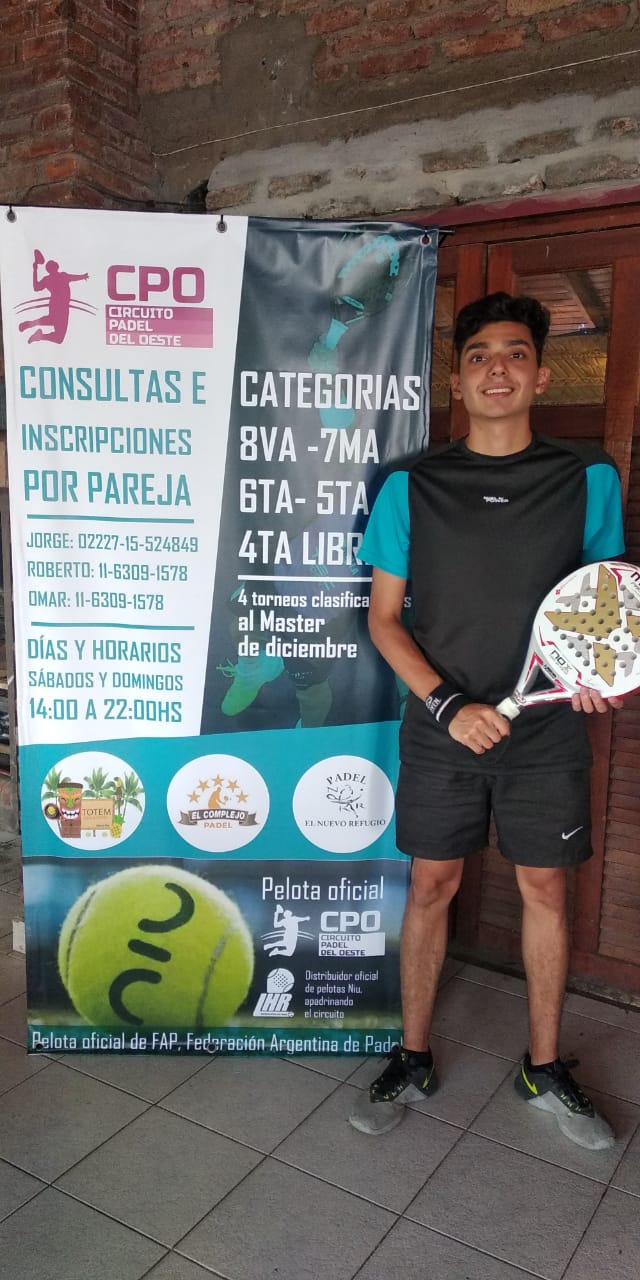 CPO
CIRCUITO
PADEL
DEL OESTE
CONSULTAS E
INSCRIPCIONES
POR PAREJA
JORGE: 02227-15-524849
ROBERTO: 11-6309-1578
OMAR: 11-6309-1578
DÍAS Y HORARIOS
SÁBADOS Y DOMINGOS
14:00 A 22:00HS
CATEGORIAS
8VA -7MA
6TA- 5TA
4TA LIBR
4 torneos clasifica
al Master
de diciembre
TOTEM
EL COMPLEJO
PADEL
PADEL
EL NUEVO REFUGIO
Pelota oficial
CPO
CIRCUITO
PADEL
DEL OESTE
LHR
Distribuidor oficial
de pelotas Niu,
apadrinando
el circuito
Pelota oficial de FAP, Federación Argentina de Padel
POWER
nox